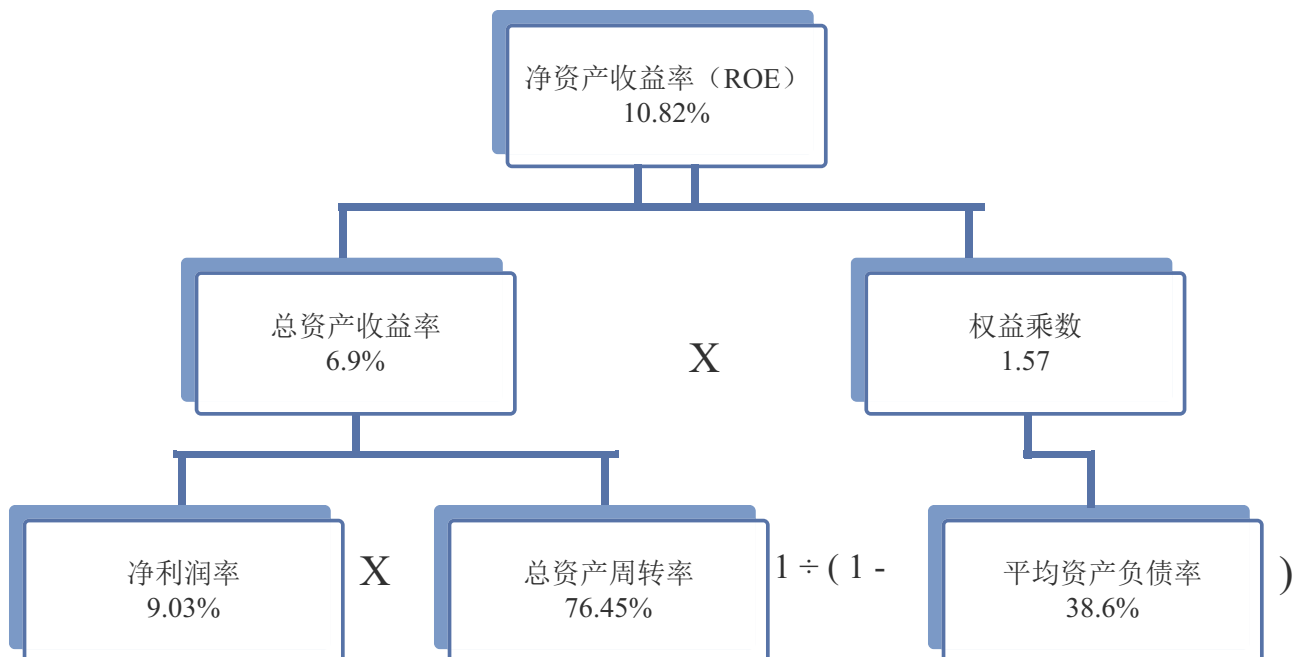 净资产收益率（ROE）
10.82%
总资产收益率
6.9%
X
权益乘数
1.57
净利润率
9.03%
X
总资产周转率
76.45%
1 ÷ ( 1 -
平均资产负债率
38.6%
)